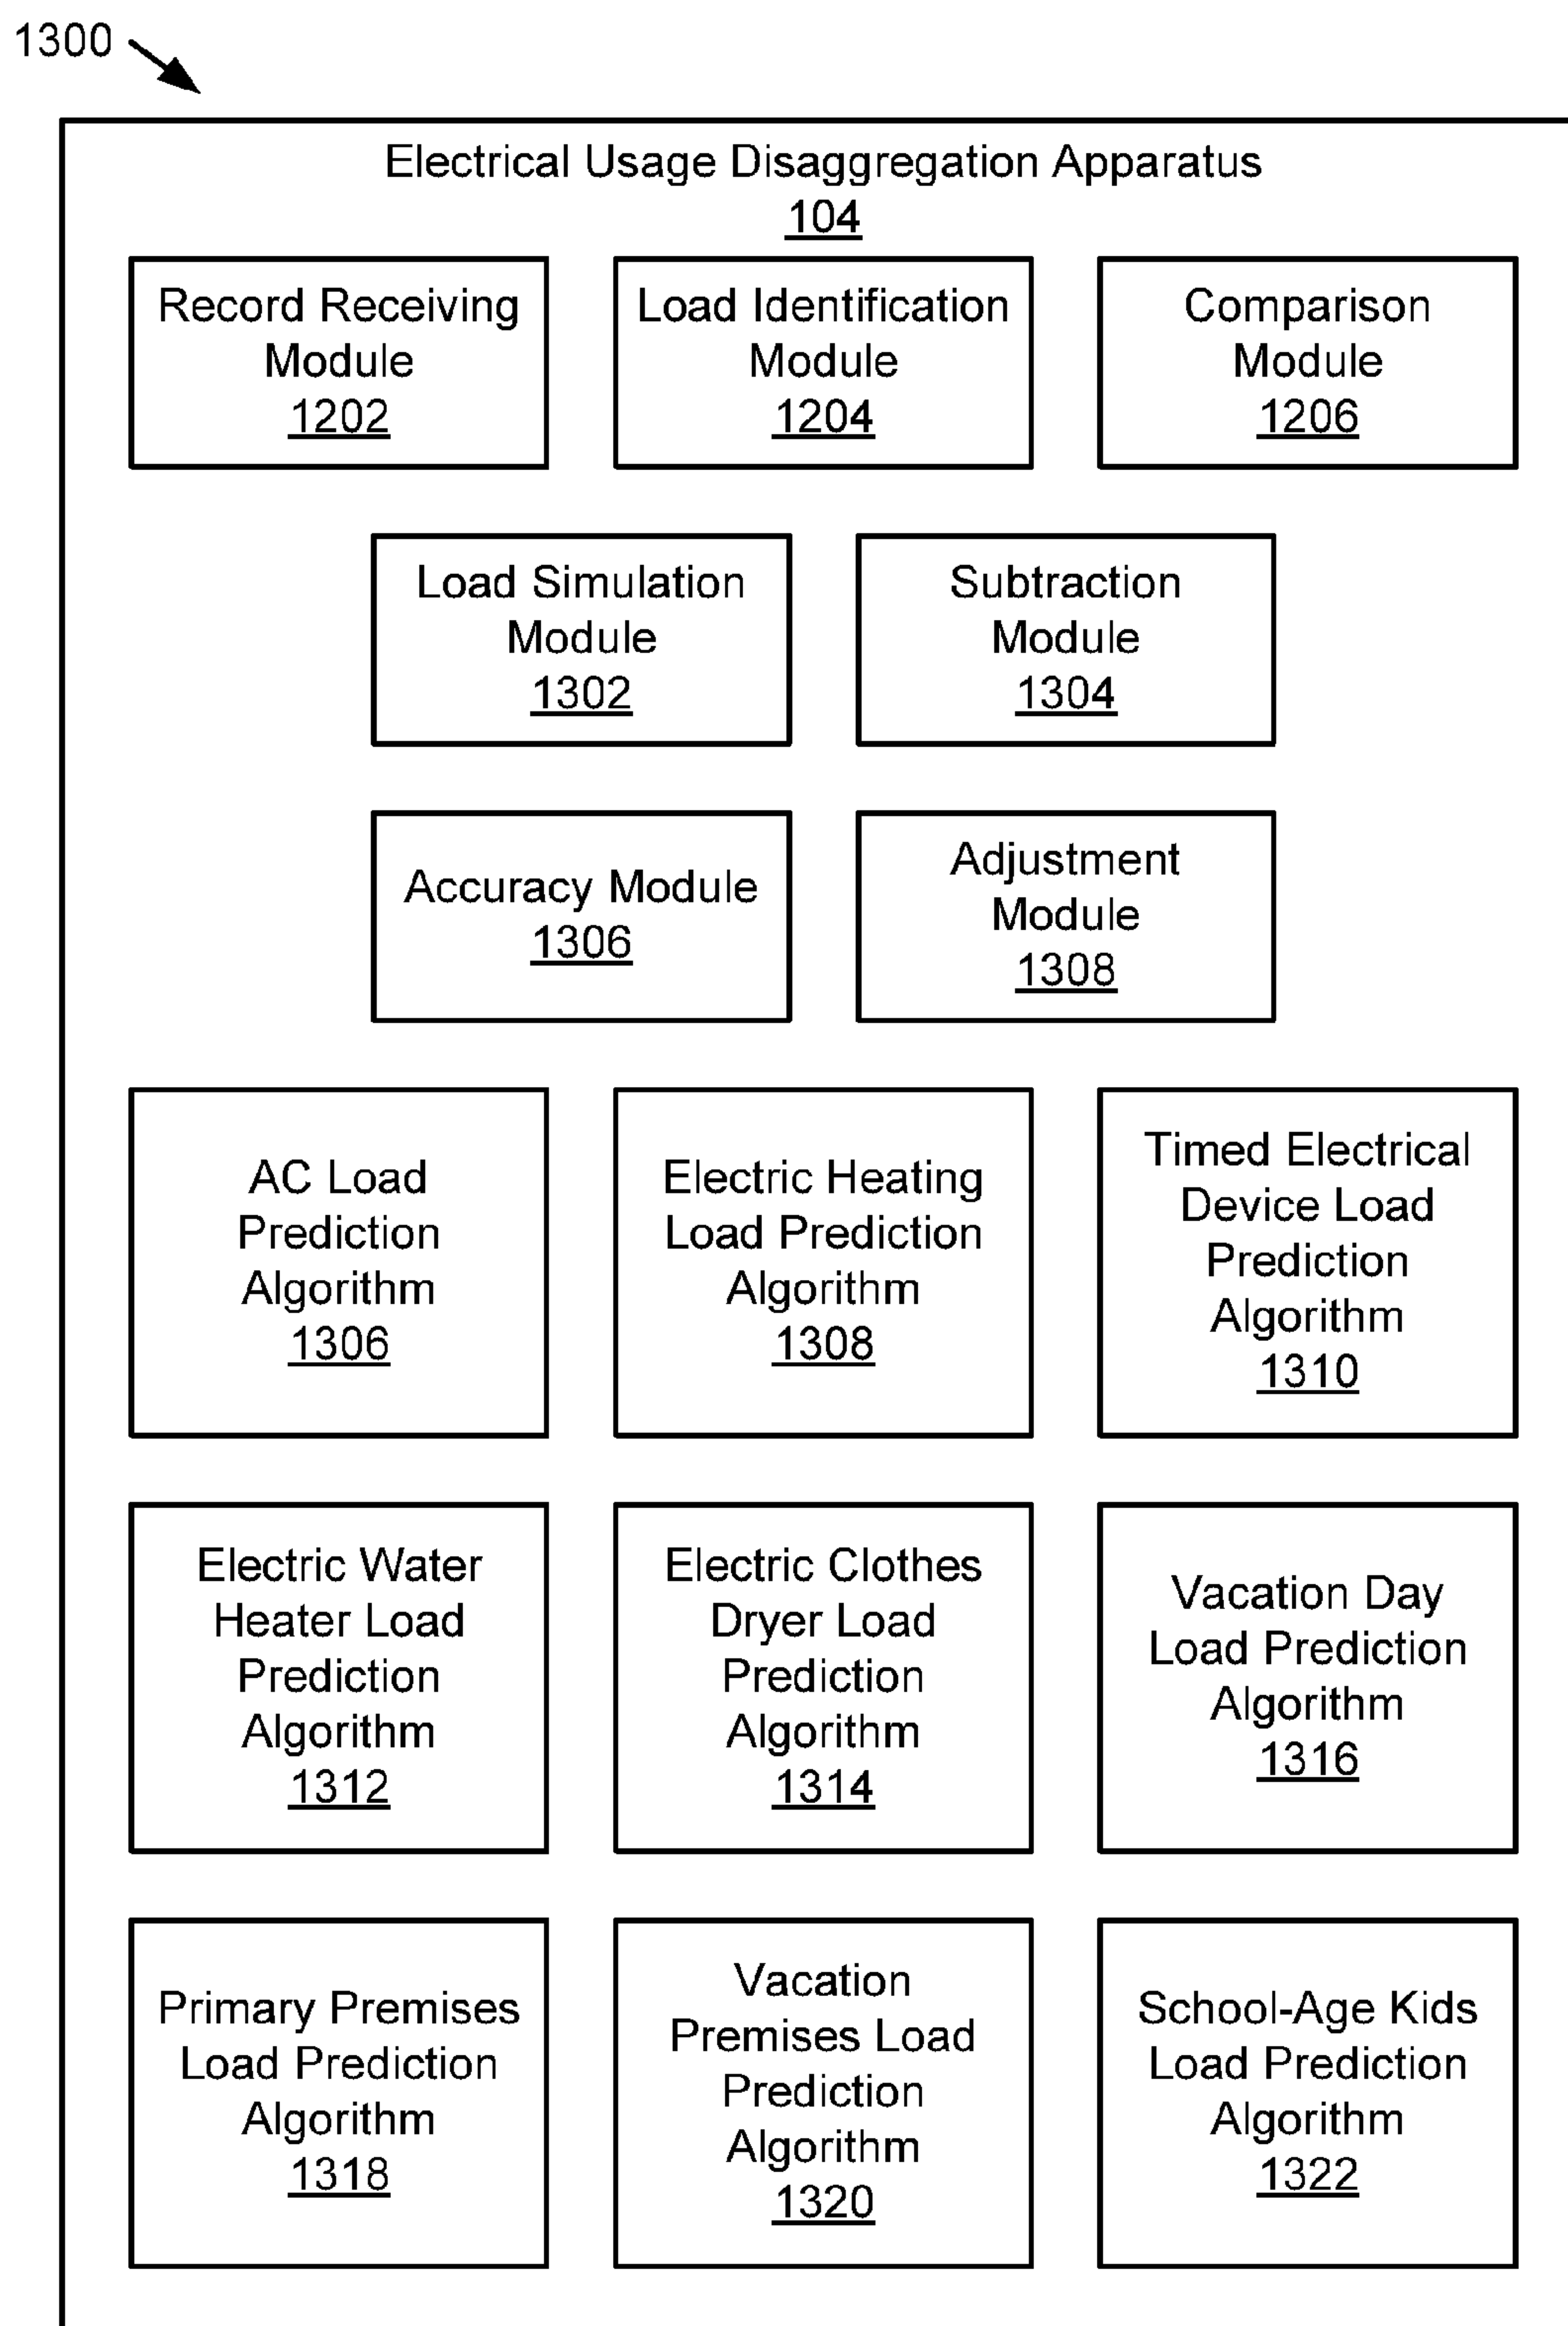 1300
Electrical Usage Disaggregation Apparatus
104
Record Receiving
Module
1202
Load Identification
Module
1204
Comparison
Module
1206
Load Simulation
Module
1302
Subtraction
Module
1304
Accuracy Module
1306
Adjustment
Module
1308
AC Load
Prediction
Algorithm
1306
Electric Heating
Load Prediction
Algorithm
1308
Timed Electrical
Device Load
Prediction
Algorithm
1310
Electric Water
Heater Load
Prediction
Algorithm
1312
Electric Clothes
Dryer Load
Prediction
Algorithm
1314
Vacation Day
Load Prediction
Algorithm
1316
Primary Premises
Load Prediction
Algorithm
1318
Vacation
Premises Load
Prediction
Algorithm
1320
School-Age Kids
Load Prediction
Algorithm
1322